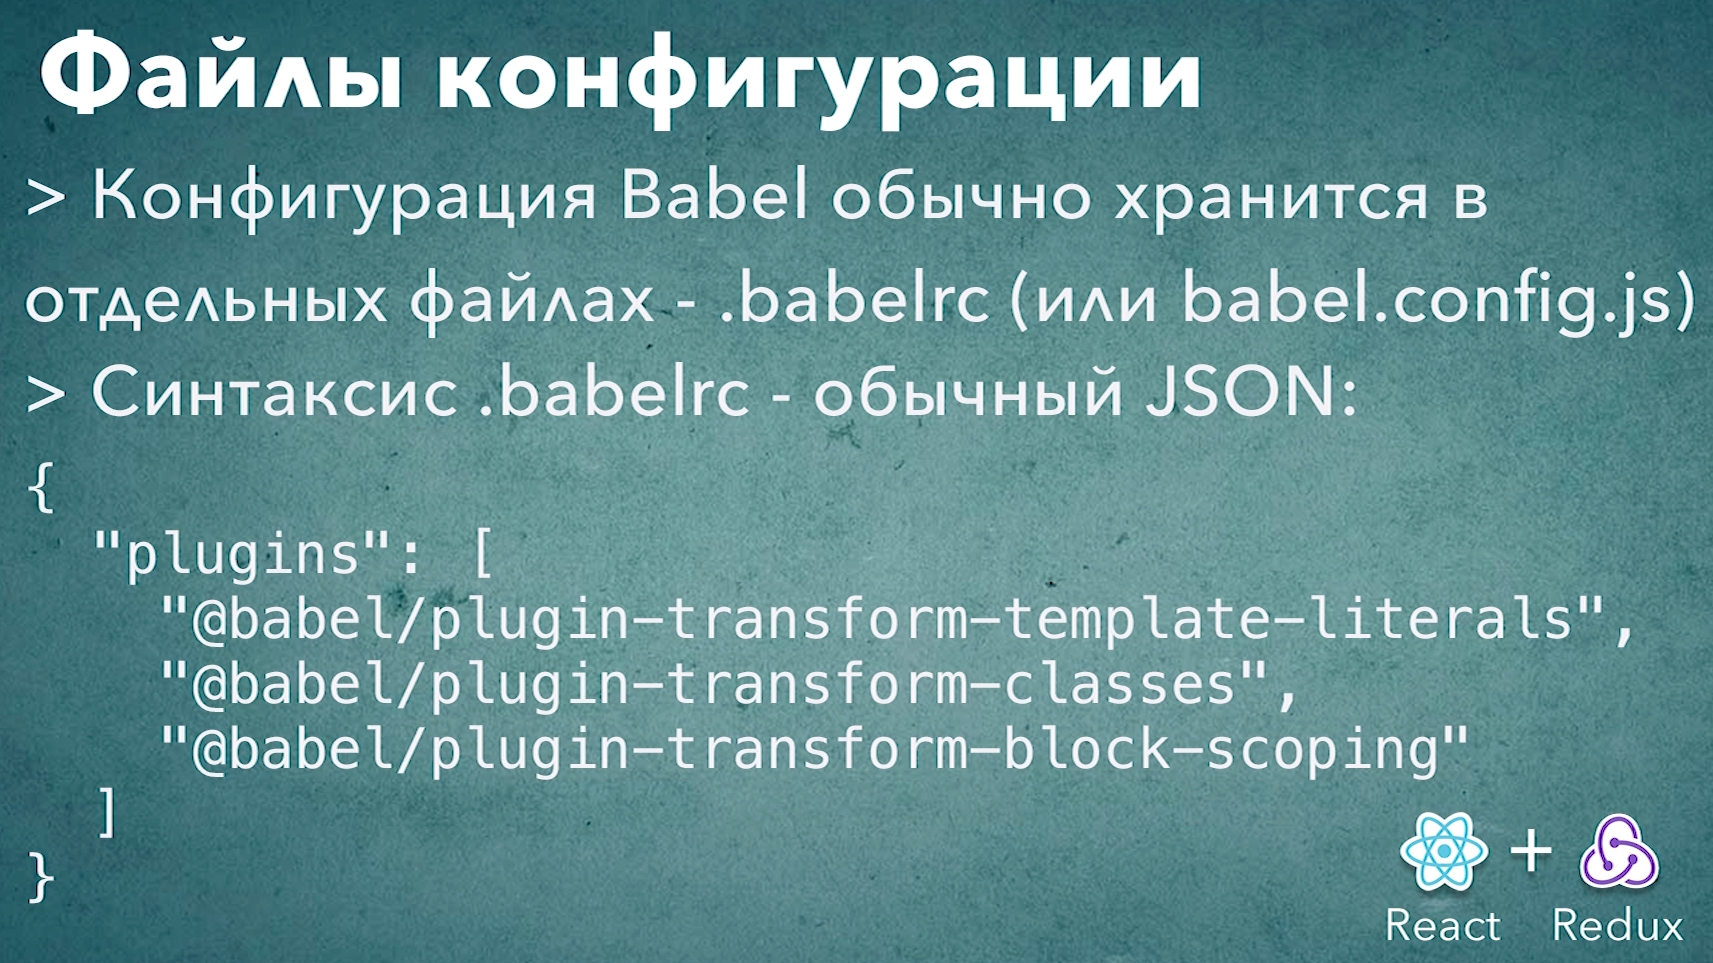 Файлы конфигурации
> Конфигурация Babel обычно хранится в
отдельных файлах - .babelrc (или babel.config.js)
> Синтаксис .babelrc - обычный JSON:
{
  "plugins": [
    "@babel/plugin-transform-template-literals",
    "@babel/plugin-transform-classes",
    "@babel/plugin-transform-block-scoping"
  ]
}
+
React Redux